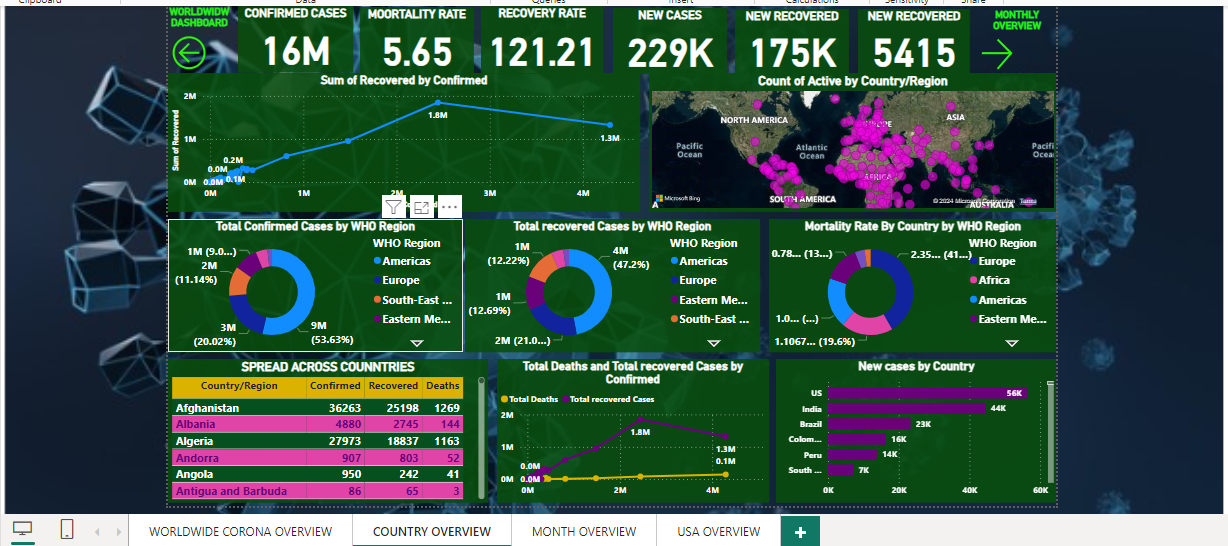 Clipboard
Queries
Insert
Calculations
Sensitivity
Share
WORLDWIDW
DASHBOARD
CONFIRMED CASES
16M
MOORTALITY RATE
5.65
RECOVERY RATE
121.21
NEW CASES
229K
NEW RECOVERED
175K
NEW RECOVERED
5415
MONTHLY
OVERVIEW
Sum of Recovered by Confirmed
Sum of Recovered
2M
1M
0M
0.0M
0.0M
0.2M
0.1M
1.8M
1.3M
0M
1M
2M
3M
4M
Count of Active by Country/Region
NORTH AMERICA
EUROPE
ASIA
Pacific
Ocean
Atlantic
Ocean
Pacifi
Ocea
AFRICA
SOUTH AMERICA
AUSTRALIA
Microsoft Bing
© 2024 Microsoft Corporation Terms
Total Confirmed Cases by WHO Region
1M (9.0...)
2M
(11.14%)
3M
(20.02%)
9M
(53.63%)
WHO Region
Americas
Europe
South-East ...
Eastern Me...
Total recovered Cases by WHO Region
1M
(12.22%)
1M
(12.69%)
2M (21.0...)
4M
(47.2%)
WHO Region
Americas
Europe
Eastern Me...
South-East ...
Mortality Rate By Country by WHO Region
0.78... (13...)
1.0... (...)
1.1067... (19.6%)
2.35... (41...)
WHO Region
Europe
Africa
Americas
Eastern Me...
SPREAD ACROSS COUNNTRIES
Country/Region Confirmed Recovered Deaths
Afghanistan 36263 25198 1269
Albania 4880 2745 144
Algeria 27973 18837 1163
Andorra 907 803 52
Angola 950 242 41
Antigua and Barbuda 86 65 3
Total Deaths and Total recovered Cases by
Confirmed
Total Deaths Total recovered Cases
2M
1M
0M
0.0M
0.0M
1.8M
1.3M
0.1M
0M
2M
4M
New cases by Country
US 56K
India 44K
Brazil 23K
Colom... 16K
Peru 14K
South ... 7K
0K 20K 40K 60K
WORLDWIDE CORONA OVERVIEW
COUNTRY OVERVIEW
MONTH OVERVIEW
USA OVERVIEW